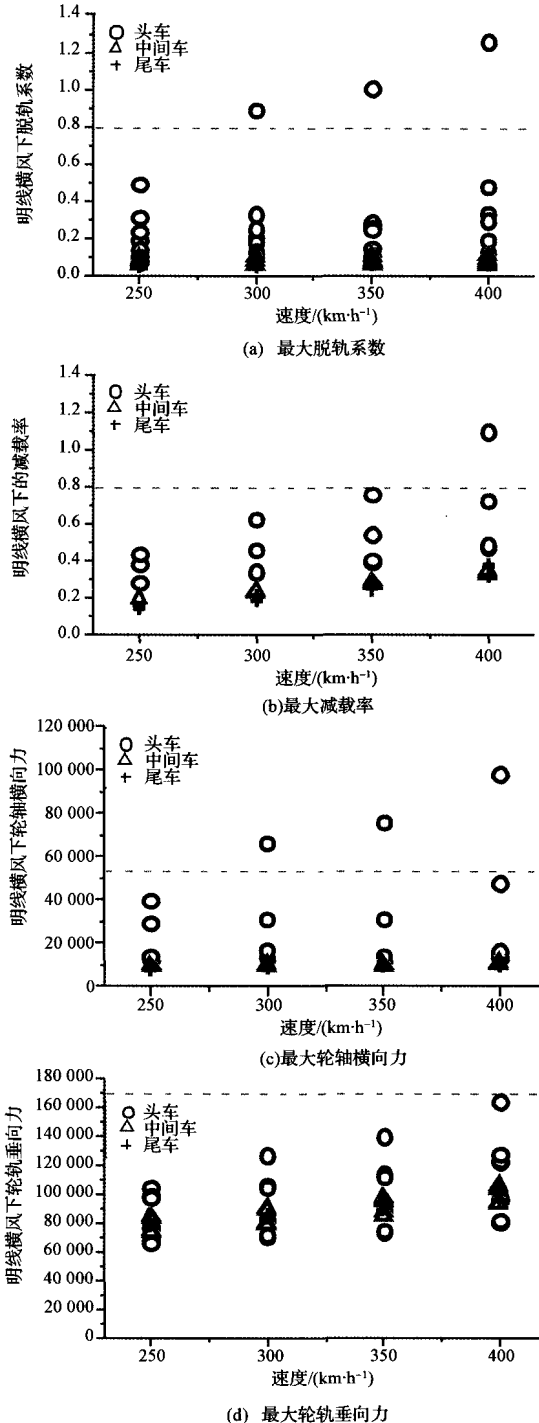 1.4
1.2
1.0
0.8
0.6
0.4
0.2
0.0
明线横风下脱轨系数
头车
中间车
尾车
250
300
350
400
速度/(km·h⁻¹)
(a) 最大脱轨系数
1.4
1.2
1.0
0.8
0.6
0.4
0.2
0.0
明线横风下的减载率
头车
中间车
尾车
250
300
350
400
速度/(km·h⁻¹)
(b)最大减载率
120 000
100 000
80 000
60 000
40 000
20 000
0
明线横风下轮轴横向力
头车
中间车
尾车
250
300
350
400
速度/(km·h⁻¹)
(c)最大轮轴横向力
180 000
160 000
140 000
120 000
100 000
80 000
60 000
40 000
20 000
0
明线横风下轮轨垂向力
头车
中间车
尾车
250
300
350
400
速度/(km·h⁻¹)
(d) 最大轮轨垂向力